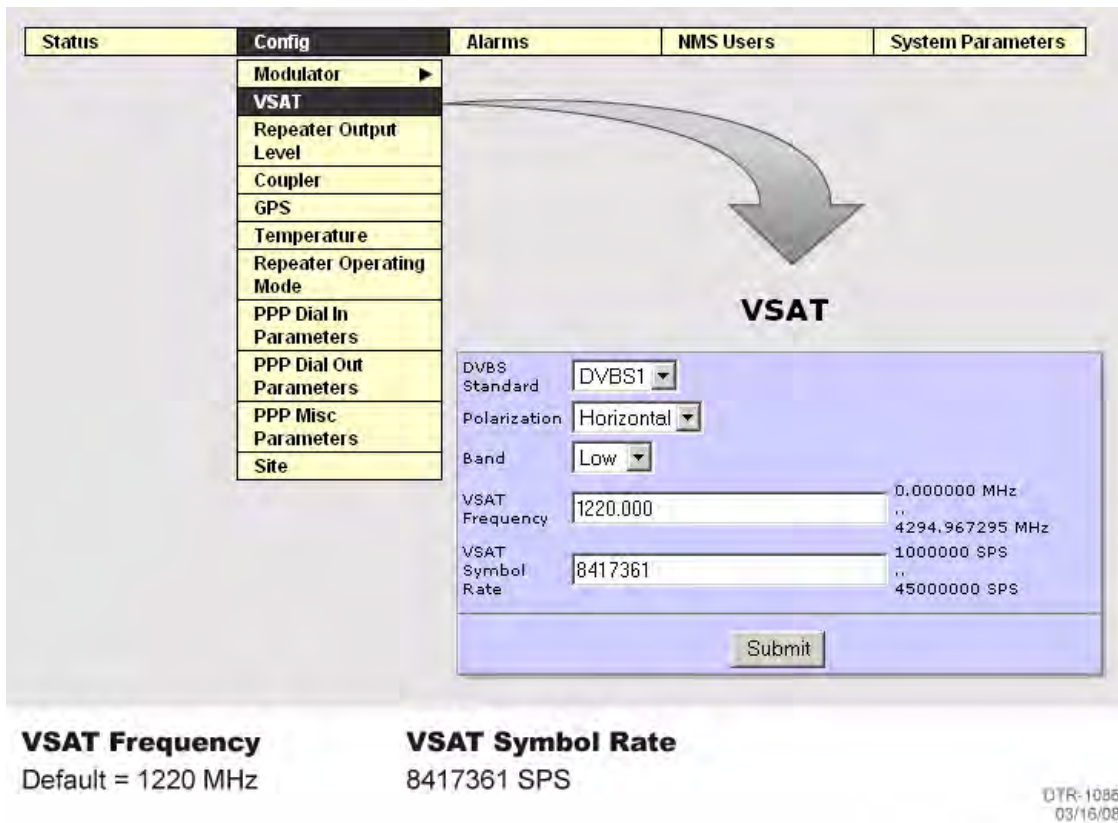 Status Config Alarms NMS Users System Parameters
Modulator
VSAT
Repeater Output
Level
Coupler
GPS
Temperature
Repeater Operating
Mode
PPP Dial In
Parameters
PPP Dial Out
Parameters
PPP Misc
Parameters
Site
VSAT
DVBS
Standard
DVBS1
Polarization Horizontal
Band Low
VSAT
Frequency
1220.000
0.000000 MHz
..
4294.967295 MHz
VSAT
Symbol
Rate
8417361
1000000 SPS
..
45000000 SPS
Submit
VSAT Frequency
Default = 1220 MHz
VSAT Symbol Rate
8417361 SPS
DTR-1088
03/16/08